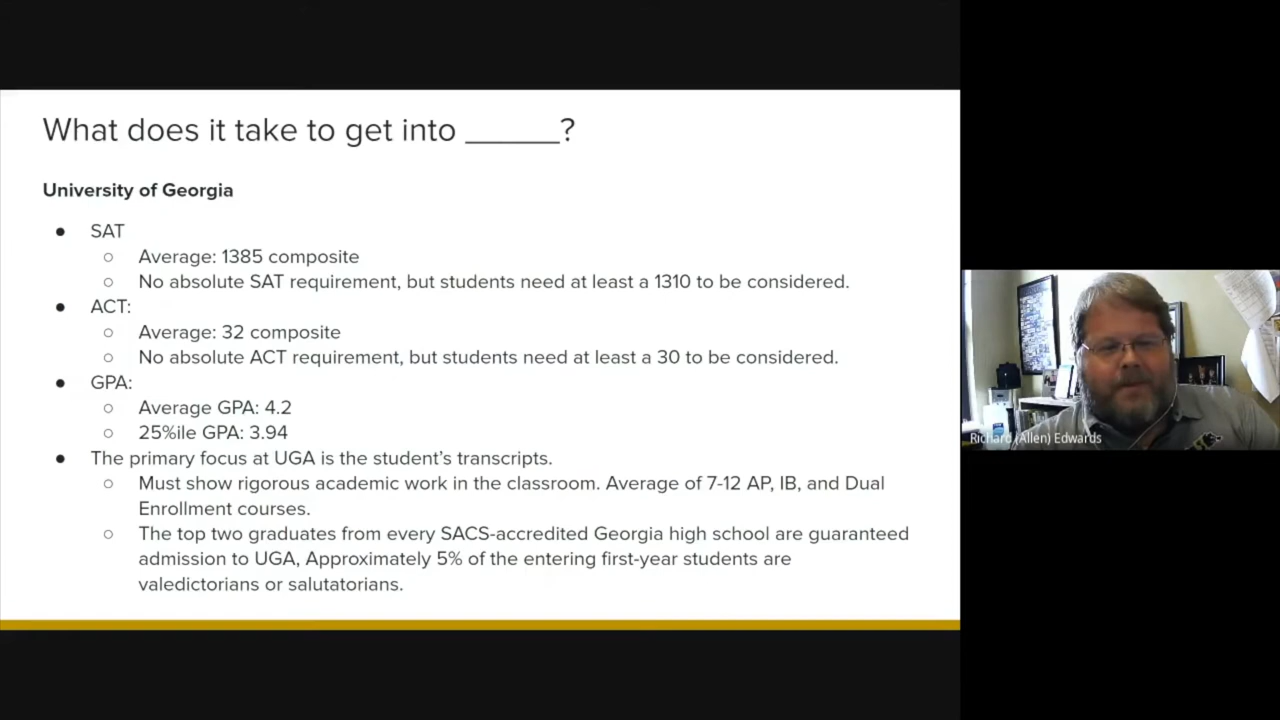 What does it take to get into ______?
University of Georgia
● SAT
○ Average: 1385 composite
○ No absolute SAT requirement, but students need at least a 1310 to be considered.
● ACT:
○ Average: 32 composite
○ No absolute ACT requirement, but students need at least a 30 to be considered.
● GPA:
○ Average GPA: 4.2
○ 25%ile GPA: 3.94
● The primary focus at UGA is the student's transcripts.
○ Must show rigorous academic work in the classroom. Average of 7-12 AP, IB, and Dual
Enrollment courses.
○ The top two graduates from every SACS-accredited Georgia high school are guaranteed
admission to UGA, Approximately 5% of the entering first-year students are
valedictorians or salutatorians.
Richard (Allen) Edwards